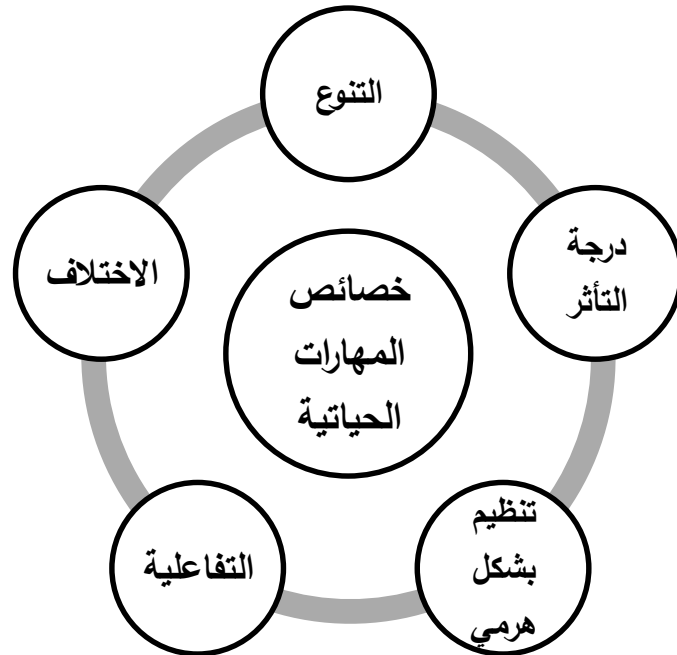 التنوع
درجة
التأثر
تنظيم
بشكل
هرمي
التفاعلية
الاختلاف
خصائص
المهارات
الحياتية